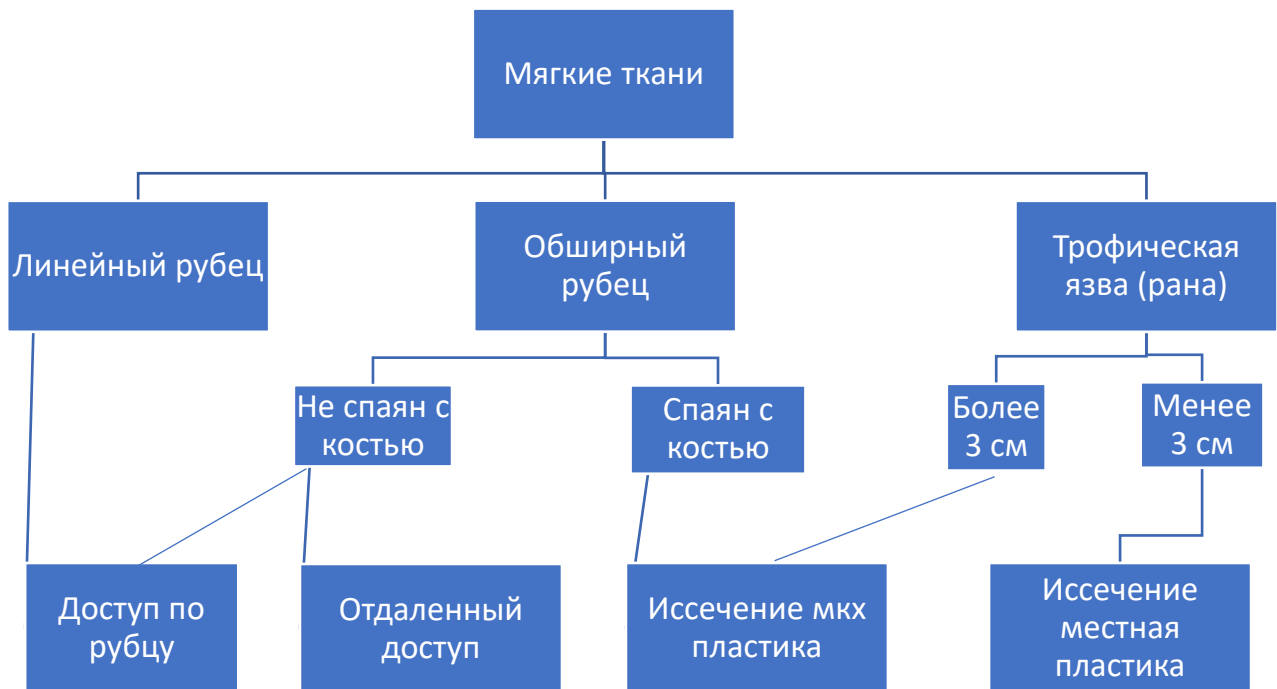 Мягкие ткани
Линейный рубец
Обширный
рубец
Трофическая
язва (рана)
Не спаян с
костью
Спаян с
костью
Более
3 см
Менее
3 см
Доступ по
рубцу
Отдаленный
доступ
Иссечение мкх
пластика
Иссечение
местная
пластика